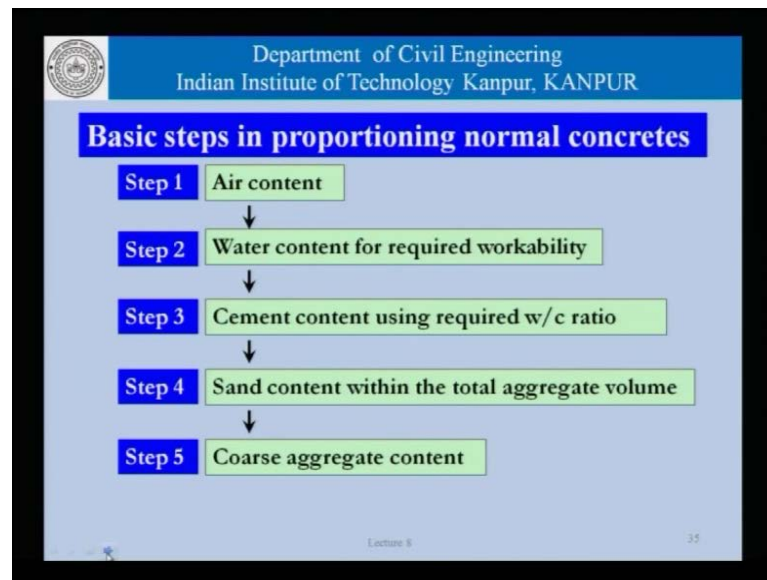 Department of Civil Engineering
Indian Institute of Technology Kanpur, KANPUR
Basic steps in proportioning normal concretes
Step 1 Air content
Step 2 Water content for required workability
Step 3 Cement content using required w/c ratio
Step 4 Sand content within the total aggregate volume
Step 5 Coarse aggregate content
Lecture 8 35